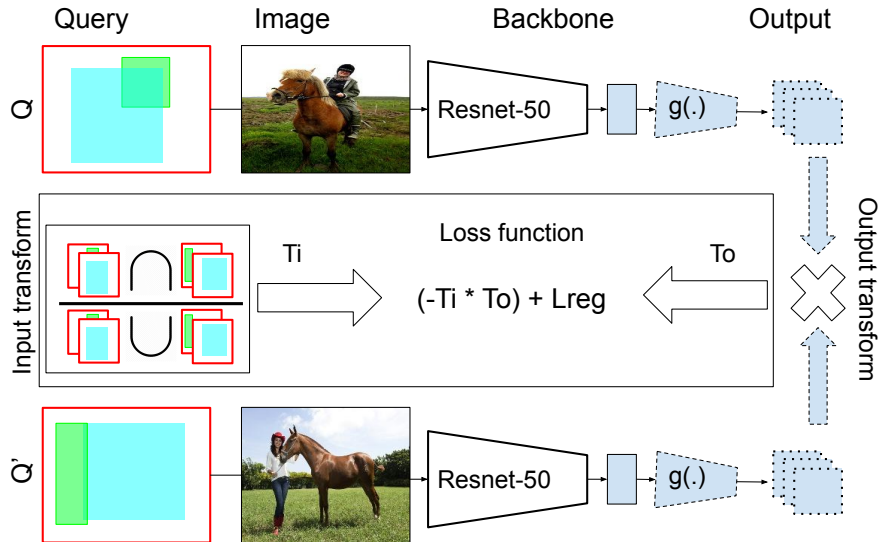 Query
Image
Backbone
Output
Q
Resnet-50
g(.)
Input transform
Ti
Loss function
(-Ti * To) + Lreg
To
Output transform
Q'
Resnet-50
g(.)